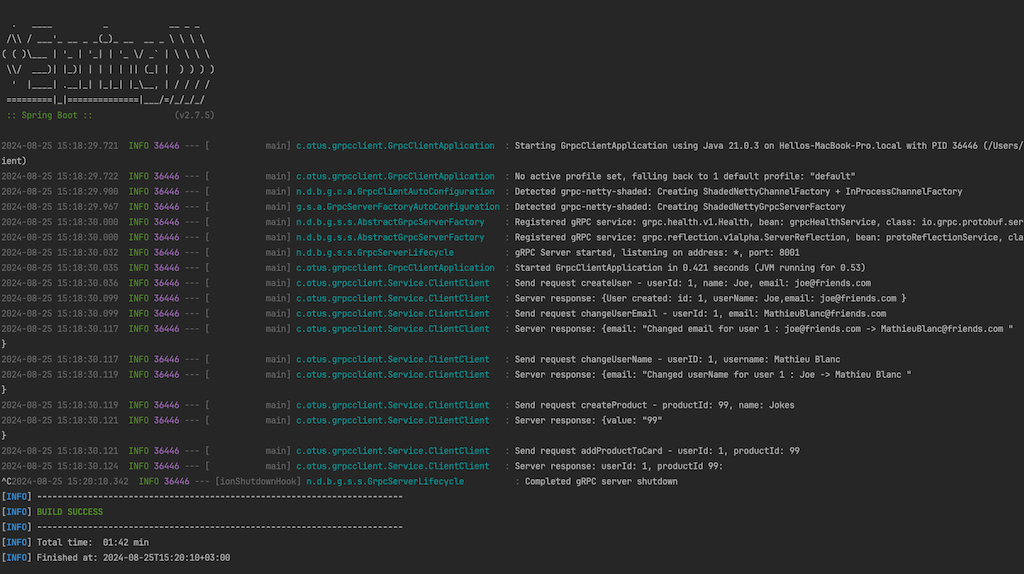 .   ____          _            __ _ _
 /\\ / ___'_ __ _ _(_)_ __  __ _ \ \ \ \
( ( )\___ | '_ | '_| | '_ \/ _` | \ \ \ \
 \\/  ___)| |_)| | | | | || (_| |  ) ) ) )
  '  |____| .__|_| |_|_| |_\__, | / / / /
 =========|_|==============|___/=/_/_/_/
 :: Spring Boot ::                (v2.7.5)
2024-08-25 15:18:29.721  INFO 36446 --- [           main] c.otus.grpcclient.GrpcClientApplication  : Starting GrpcClientApplication using Java 21.0.3 on Hellos-MacBook-Pro.local with PID 36446 (/Users/
ient)
2024-08-25 15:18:29.722  INFO 36446 --- [           main] c.otus.grpcclient.GrpcClientApplication  : No active profile set, falling back to 1 default profile: "default"
2024-08-25 15:18:29.900  INFO 36446 --- [           main] n.d.b.g.c.a.GrpcClientAutoConfiguration  : Detected grpc-netty-shaded: Creating ShadedNettyChannelFactory + InProcessChannelFactory
2024-08-25 15:18:29.967  INFO 36446 --- [           main] g.s.a.GrpcServerFactoryAutoConfiguration : Detected grpc-netty-shaded: Creating ShadedNettyGrpcServerFactory
2024-08-25 15:18:30.000  INFO 36446 --- [           main] n.d.b.g.s.s.AbstractGrpcServerFactory    : Registered gRPC service: grpc.health.v1.Health, bean: grpcHealthService, class: io.grpc.protobuf.ser
2024-08-25 15:18:30.000  INFO 36446 --- [           main] n.d.b.g.s.s.AbstractGrpcServerFactory    : Registered gRPC service: grpc.reflection.v1alpha.ServerReflection, bean: protoReflectionService, cla
2024-08-25 15:18:30.032  INFO 36446 --- [           main] n.d.b.g.s.s.GrpcServerLifecycle          : gRPC Server started, listening on address: *, port: 8001
2024-08-25 15:18:30.035  INFO 36446 --- [           main] c.otus.grpcclient.GrpcClientApplication  : Started GrpcClientApplication in 0.421 seconds (JVM running for 0.53)
2024-08-25 15:18:30.036  INFO 36446 --- [           main] c.otus.grpcclient.Service.ClientClient   : Send request createUser - userId: 1, name: Joe, email: joe@friends.com
2024-08-25 15:18:30.099  INFO 36446 --- [           main] c.otus.grpcclient.Service.ClientClient   : Server response: {User created: id: 1, userName: Joe,email: joe@friends.com }
2024-08-25 15:18:30.099  INFO 36446 --- [           main] c.otus.grpcclient.Service.ClientClient   : Send request changeUserEmail - userId: 1, email: MathieuBlanc@friends.com
2024-08-25 15:18:30.117  INFO 36446 --- [           main] c.otus.grpcclient.Service.ClientClient   : Server response: {email: "Changed email for user 1 : joe@friends.com -> MathieuBlanc@friends.com "
}
2024-08-25 15:18:30.117  INFO 36446 --- [           main] c.otus.grpcclient.Service.ClientClient   : Send request changeUserName - userID: 1, username: Mathieu Blanc
2024-08-25 15:18:30.119  INFO 36446 --- [           main] c.otus.grpcclient.Service.ClientClient   : Server response: {email: "Changed userName for user 1 : Joe -> Mathieu Blanc "
}
2024-08-25 15:18:30.119  INFO 36446 --- [           main] c.otus.grpcclient.Service.ClientClient   : Send request createProduct - productId: 99, name: Jokes
2024-08-25 15:18:30.121  INFO 36446 --- [           main] c.otus.grpcclient.Service.ClientClient   : Server response: {value: "99"
}
2024-08-25 15:18:30.121  INFO 36446 --- [           main] c.otus.grpcclient.Service.ClientClient   : Send request addProductToCard - userId: 1, productId: 99
2024-08-25 15:18:30.124  INFO 36446 --- [           main] c.otus.grpcclient.Service.ClientClient   : Server response: userId: 1, productId 99:
^C2024-08-25 15:20:10.342  INFO 36446 --- [ionShutdownHook] n.d.b.g.s.s.GrpcServerLifecycle          : Completed gRPC server shutdown
[INFO] ------------------------------------------------------------------------
[INFO] BUILD SUCCESS
[INFO] ------------------------------------------------------------------------
[INFO] Total time:  01:42 min
[INFO] Finished at: 2024-08-25T15:20:10+03:00